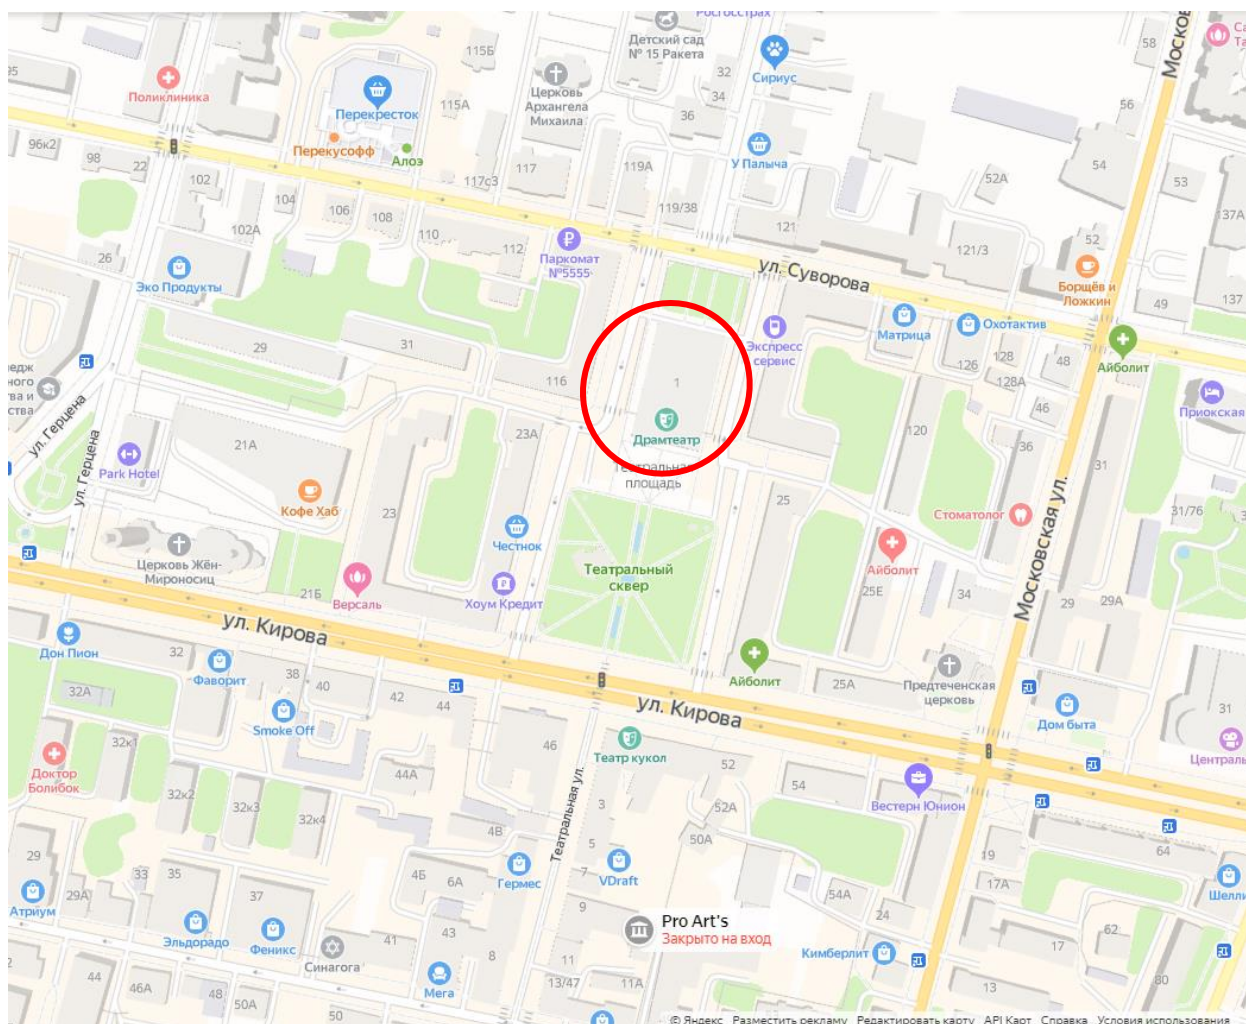 Росгосстрах
Детский сад
№ 15 Ракета
Сириус
58
115Б
Поликлиника
Церковь
Архангела
Михаила
32
34
36
56
Перекресток
115А
Перекусофф
Алоэ
У Палыча
96к2
98
22
102
104
106
108
110
112
117с3
117
119А
119/38
121
52А
54
53
137А
102А
26
Эко Продукты
Паркомат
№5555
ул. Суворова
121/3
52
Борщёв и
Ложкин
49
137
Матрица
Охотактив
Экспресс
сервис
126
128
128А
48
Айболит
29
31
116
1
Драмтеатр
46
Приокская
ул. Герцена
ул. Герцена
21А
23А
Театральная
площадь
120
36
31
Park Hotel
Кофе Хаб
23
25
Стоматолог
31/76
Московская ул.
Церковь Жён-
Мироносиц
Честнок
Театральный
сквер
Айболит
21Б
Версаль
Хоум Кредит
25Е
34
29
29А
ул. Кирова
Дон Пион
32
Фаворит
38
40
42
44
Айболит
25А
Предтеченская
церковь
ул. Кирова
Дом быта
31
32А
Smoke Off
32к1
46
Театр кукол
52
54
Вестерн Юнион
Доктор
Болибок
32к2
32к3
32к4
44А
Театральная ул.
3
52А
50А
4В
5
19
64
29
29А
33
35
37
4Б
6А
Гермес
7
VDraft
54А
17А
Атриум
Эльдорадо
Феникс
41
43
9
Pro Art's
Закрыто на вход
24
62
17
Синагога
8
11
Кимберлит
44
46А
48
50А
50
Мега
13/47
11А
13
80
© Яндекс Разместить рекламу Редактировать карту API Карт Справка Условия использования